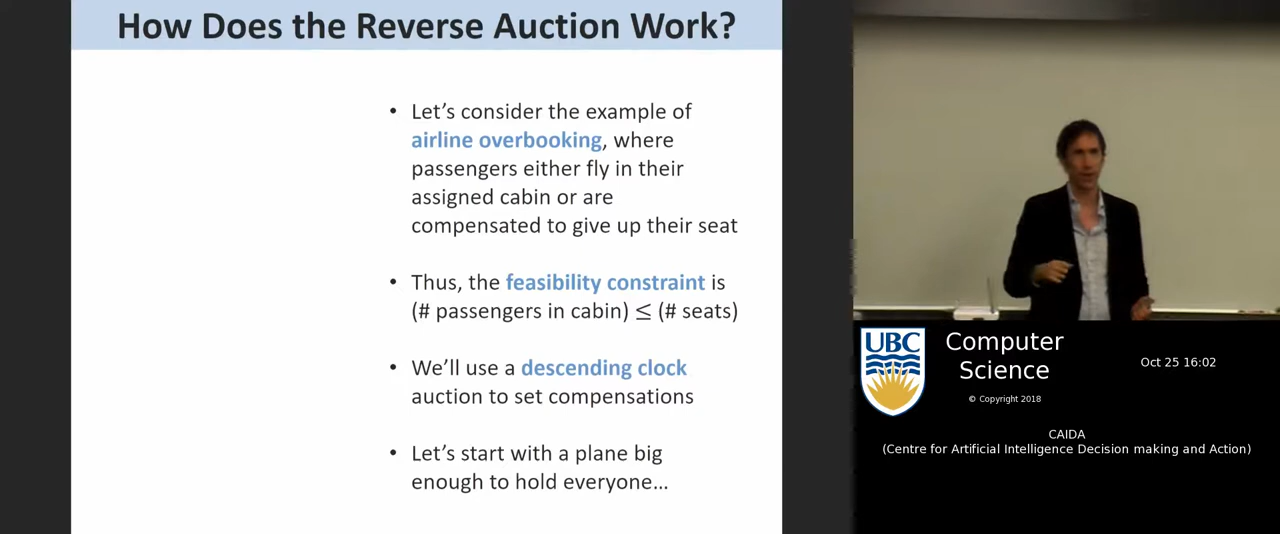 How Does the Reverse Auction Work?
• Let's consider the example of
airline overbooking, where
passengers either fly in their
assigned cabin or are
compensated to give up their seat
• Thus, the feasibility constraint is
(# passengers in cabin) ≤ (# seats)
• We'll use a descending clock
auction to set compensations
• Let's start with a plane big
enough to hold everyone…
UBC
Computer
Science
© Copyright 2018
Oct 25 16:02
CAIDA
(Centre for Artificial Intelligence Decision making and Action)